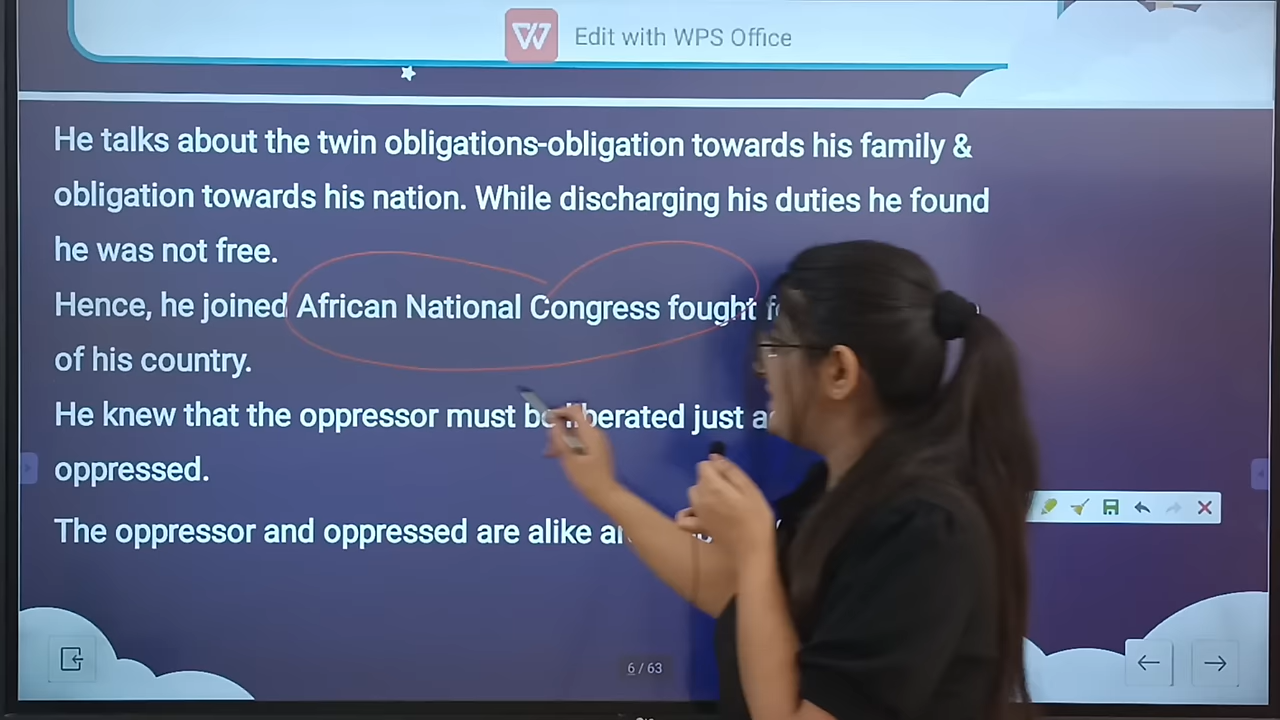 Edit with WPS Office
He talks about the twin obligations-obligation towards his family &
obligation towards his nation. While discharging his duties he found
he was not free.
Hence, he joined African National Congress fought
of his country.
He knew that the oppressor must be liberated just
oppressed.
The oppressor and oppressed are alike
6 / 63